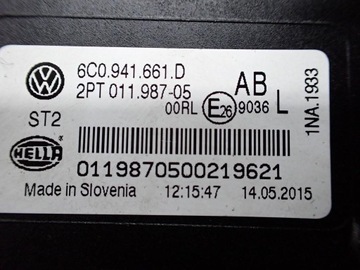 6C0.941.661.D
2PT 011.987-05
AB
00RL E26 9036 L
ST2
HELLA
0119870500219621
Made in Slovenia 12:15:47 14.05.2015
1NA.1933